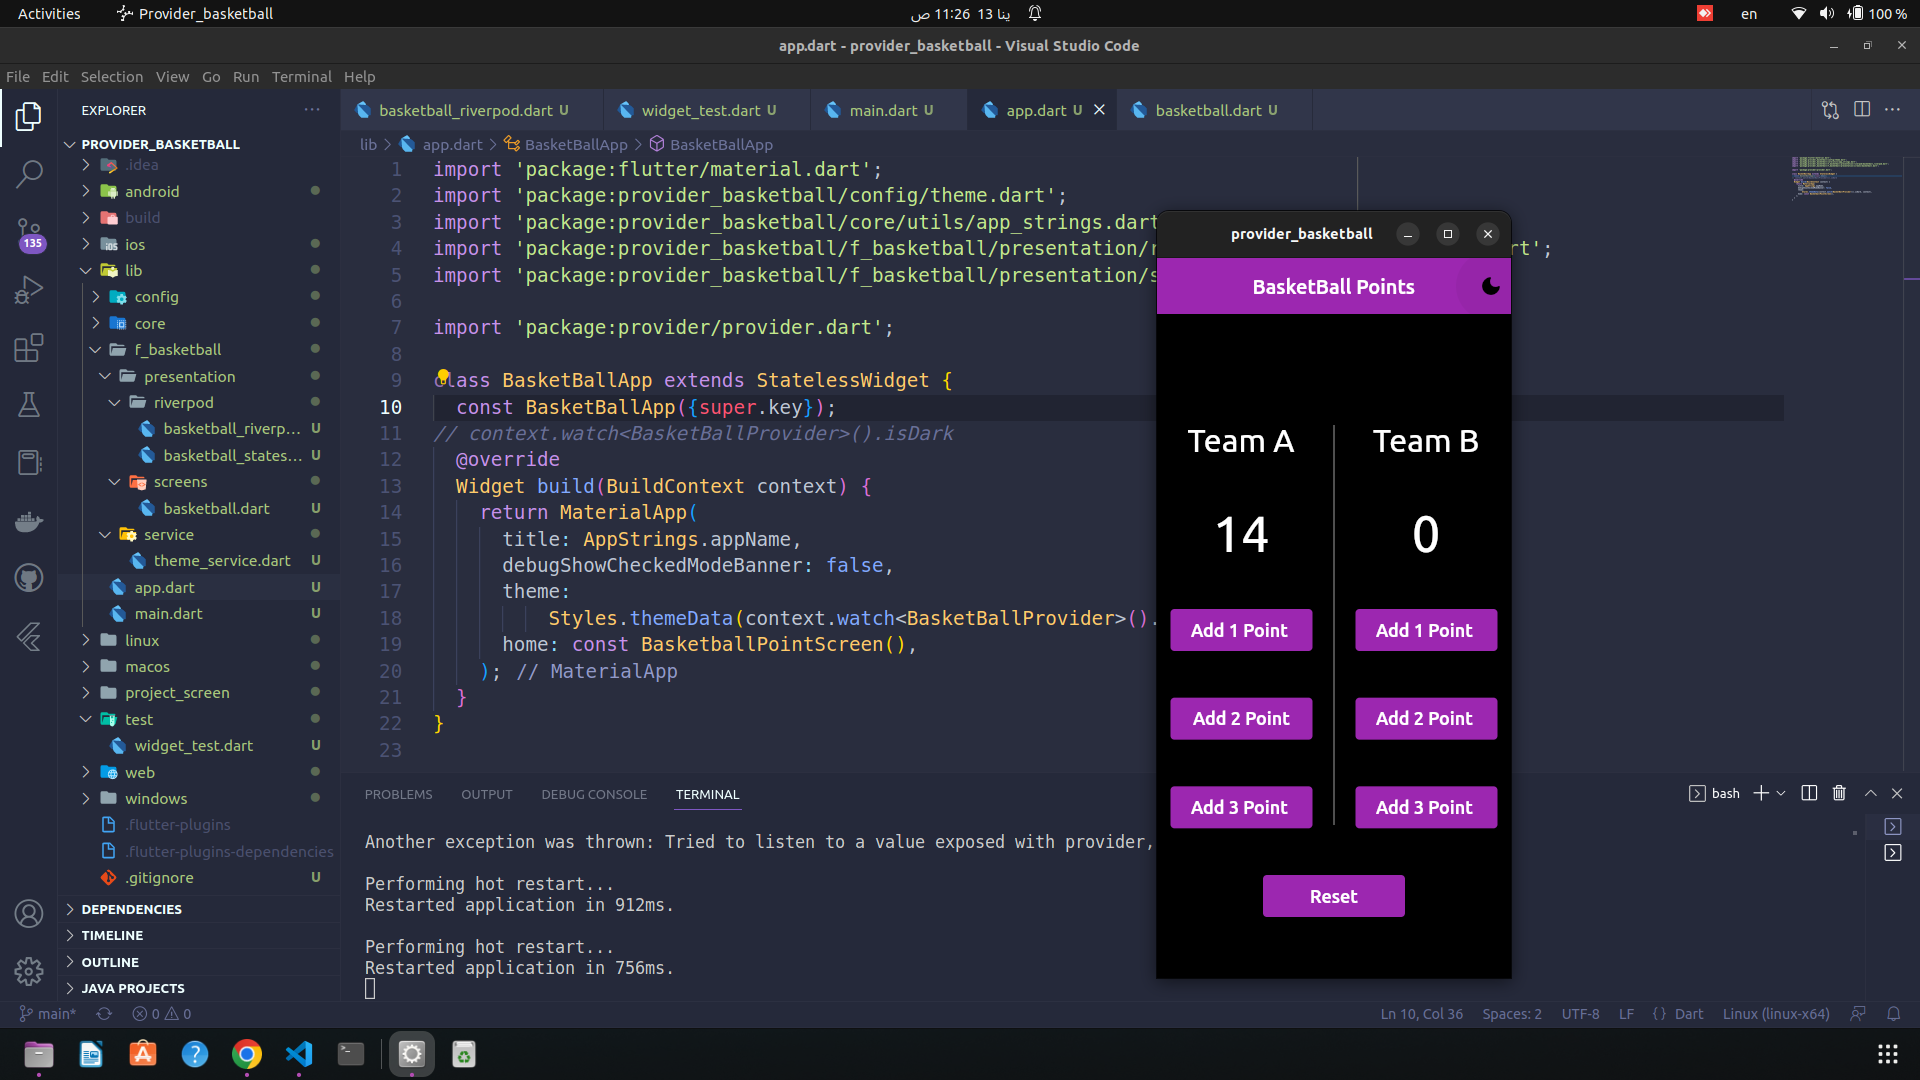 Activities
Provider_basketball
ينا 13 11:26 ص
en
100 %
app.dart - provider_basketball - Visual Studio Code
File Edit Selection View Go Run Terminal Help
EXPLORER
PROVIDER_BASKETBALL
.idea
android
build
135
ios
lib
config
core
f_basketball
presentation
riverpod
basketball_riverp... U
basketball_states... U
screens
basketball.dart U
service
theme_service.dart U
app.dart U
main.dart U
linux
macos
project_screen
test
widget_test.dart U
web
windows
.flutter-plugins
.flutter-plugins-dependencies
.gitignore U
DEPENDENCIES
TIMELINE
OUTLINE
JAVA PROJECTS
basketball_riverpod.dart U
widget_test.dart U
main.dart U
app.dart U
basketball.dart U
lib > app.dart > BasketBallApp > BasketBallApp
1 import 'package:flutter/material.dart';
2 import 'package:provider_basketball/config/theme.dart';
3 import 'package:provider_basketball/core/utils/app_strings.dart
4 import 'package:provider_basketball/f_basketball/presentation/r rt';
5 import 'package:provider_basketball/f_basketball/presentation/s
6
7 import 'package:provider/provider.dart';
8
9 class BasketBallApp extends StatelessWidget {
10 const BasketBallApp({super.key});
11 // context.watch<BasketBallProvider>().isDark
12 @override
13 Widget build(BuildContext context) {
14 return MaterialApp(
15 title: AppStrings.appName,
16 debugShowCheckedModeBanner: false,
17 theme:
18 Styles.themeData(context.watch<BasketBallProvider>().
19 home: const BasketballPointScreen(),
20 ); // MaterialApp
21 }
22 }
23
provider_basketball
BasketBall Points
Team A Team B
14 0
Add 1 Point Add 1 Point
Add 2 Point Add 2 Point
Add 3 Point Add 3 Point
Reset
PROBLEMS OUTPUT DEBUG CONSOLE TERMINAL
bash
Another exception was thrown: Tried to listen to a value exposed with provider,
Performing hot restart...
Restarted application in 912ms.
Performing hot restart...
Restarted application in 756ms.
main* 0 0
Ln 10, Col 36 Spaces: 2 UTF-8 LF {} Dart Linux (linux-x64)